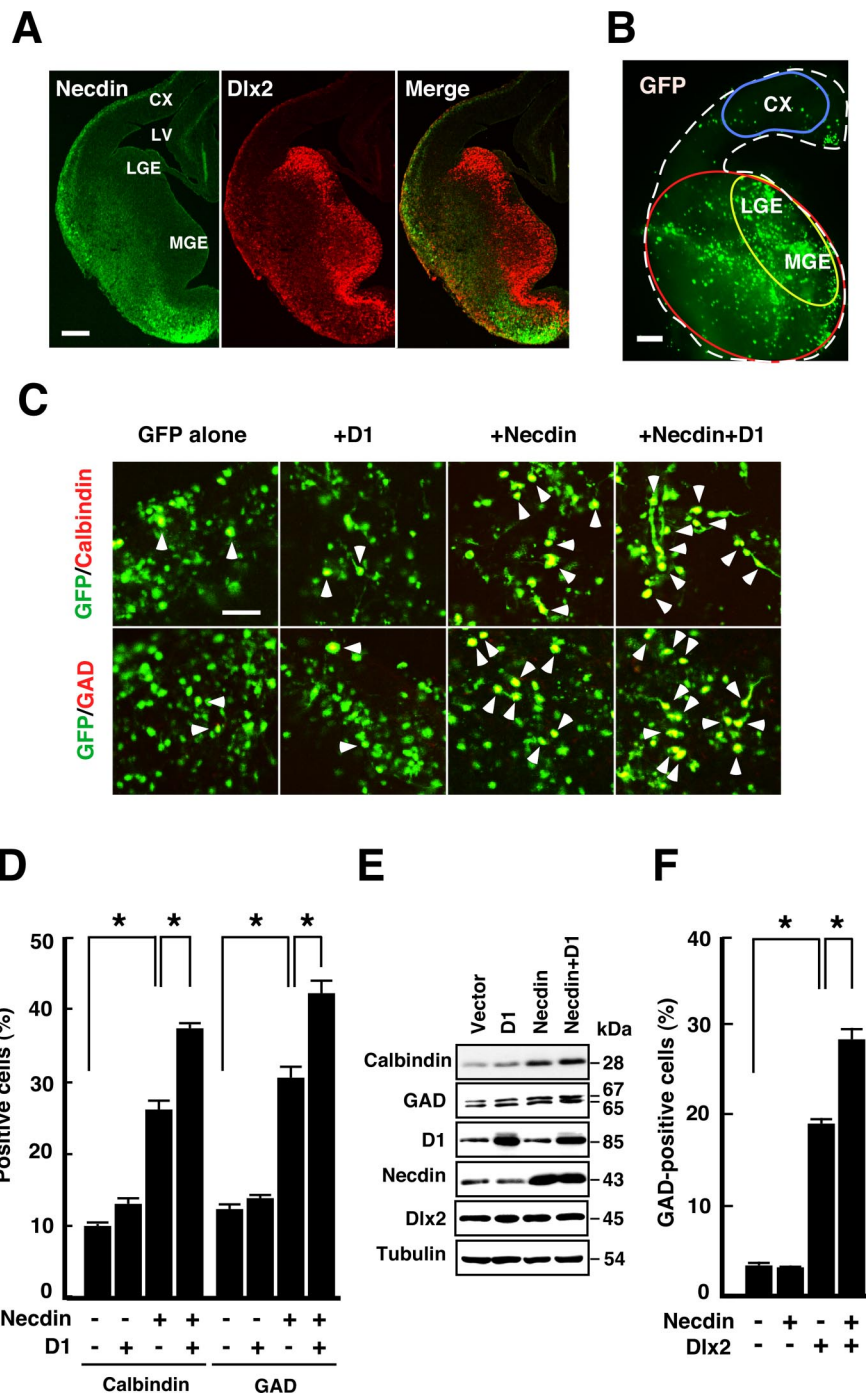 A
B
Necdin
Dlx2
Merge
CX
LV
LGE
MGE
GFP
CX
LGE
MGE
C
GFP alone
+D1
+Necdin
+Necdin+D1
GFP/Calbindin
GFP/GAD
D
E
F
Positive cells (%)
50
40
30
20
10
0
* * * *
Necdin - - + + - - + +
D1 - + - + - + - +
Calbindin GAD
Vector
D1
Necdin
Necdin+D1
kDa
Calbindin 28
GAD 67
65
D1 85
Necdin 43
Dlx2 45
Tubulin 54
GAD-positive cells (%)
40
30
20
10
0
* *
Necdin - + - +
Dlx2 - - + +